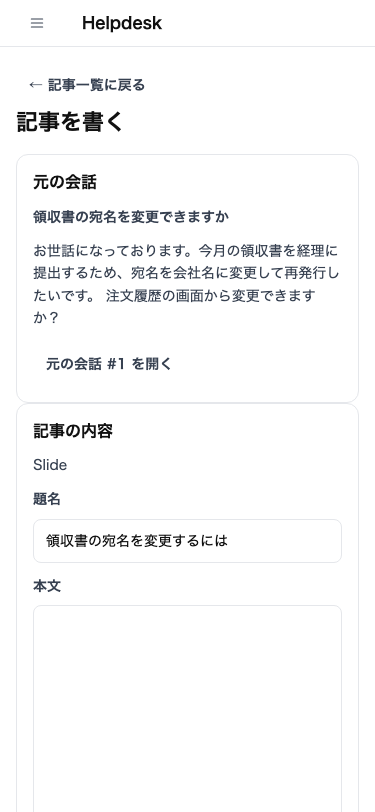 Helpdesk
← 記事一覧に戻る
記事を書く
元の会話
領収書の宛名を変更できますか
お世話になっております。今月の領収書を経理に
提出するため、宛名を会社名に変更して再発行し
たいです。 注文履歴の画面から変更できます
か？
元の会話 #1 を開く
記事の内容
Slide
題名
領収書の宛名を変更するには
本文